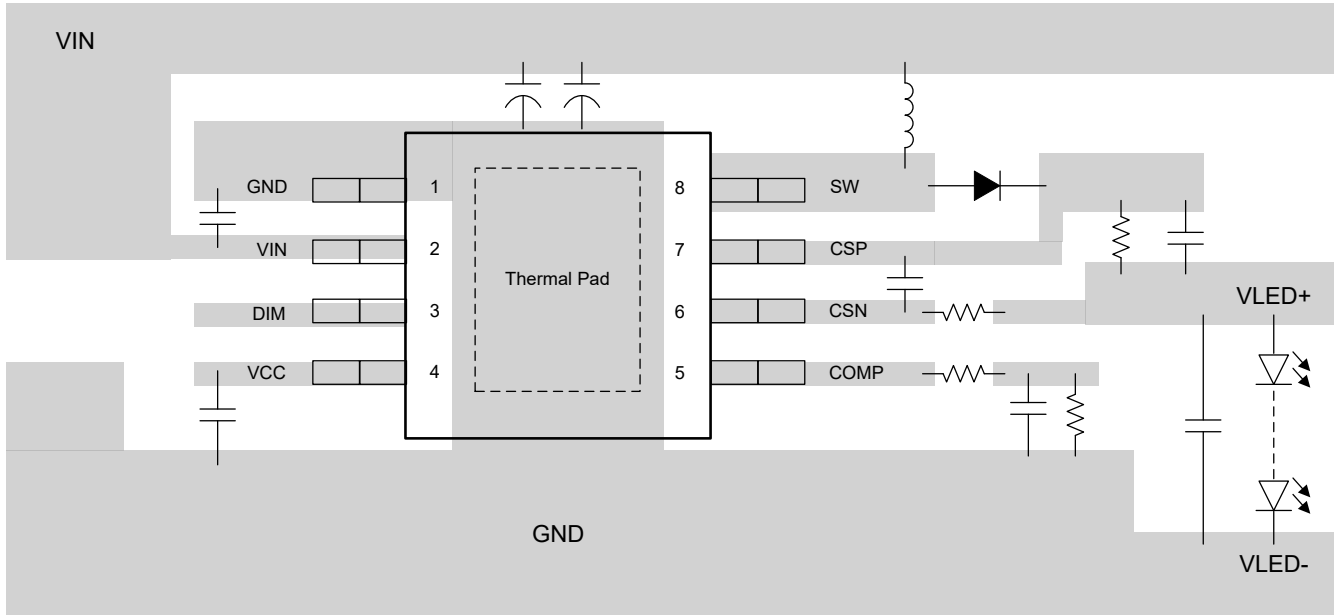 VIN
GND 1 8 SW
VIN 2 7 CSP
Thermal Pad
DIM 3 6 CSN
VLED+
VCC 4 5 COMP
GND
VLED-